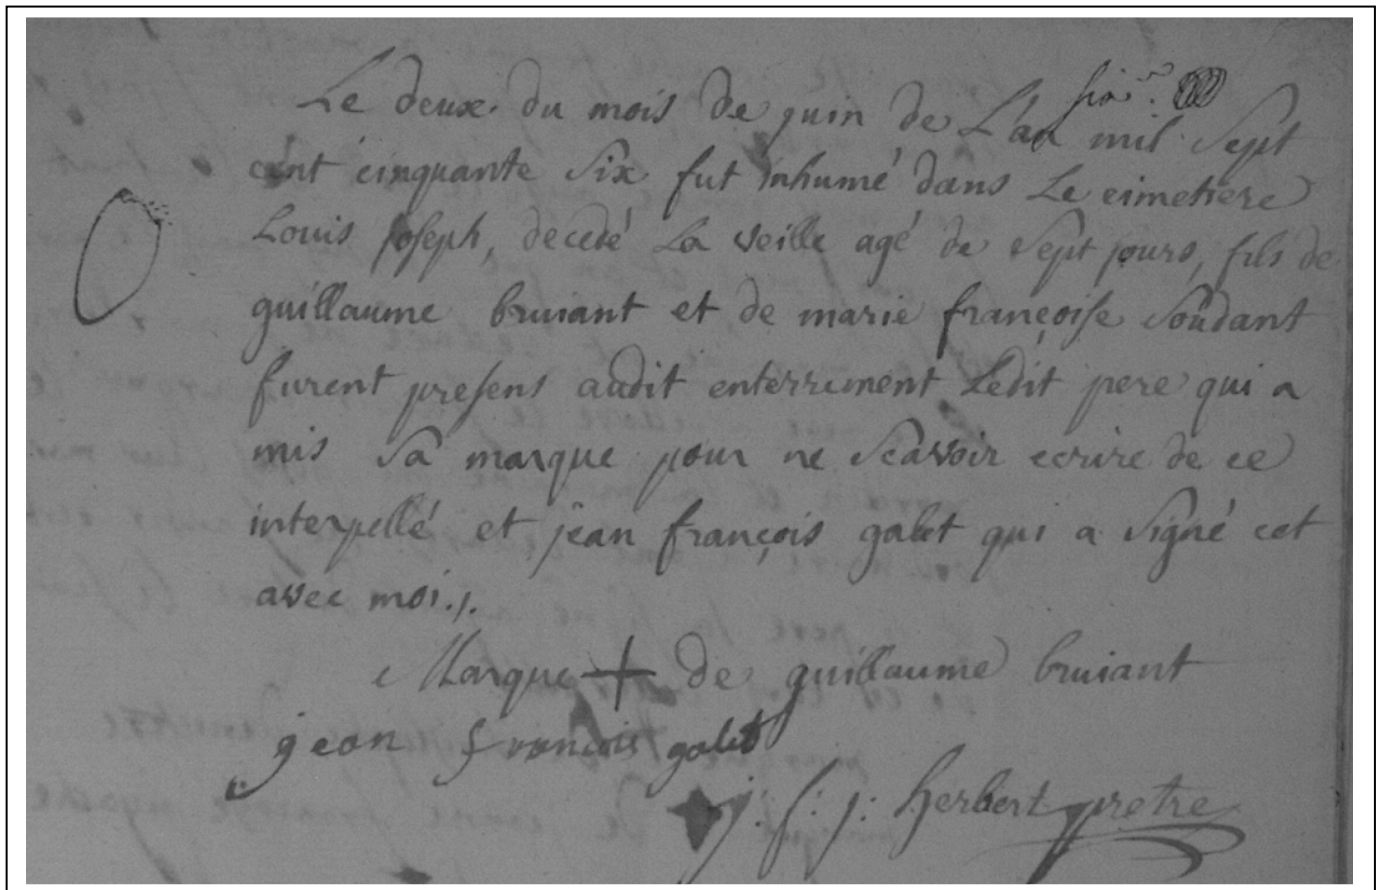 Le deux du mois de juin de L'an mil Sept
cent cinquante Six fut inhumé dans Le cimetiere
Louis Joseph, decedé La veille agé de Sept jours, fils de
guillaume bruiant et de marie françoise Soudant
furent presens audit enterrement Ledit pere qui a
mis Sa marque pour ne Scavoir ecrire de ce
interpellé et jean françois galet qui a Signé cet
avec moi./.
Marque + de guillaume bruiant
jean francois galet
j: f: j: herbert pretre